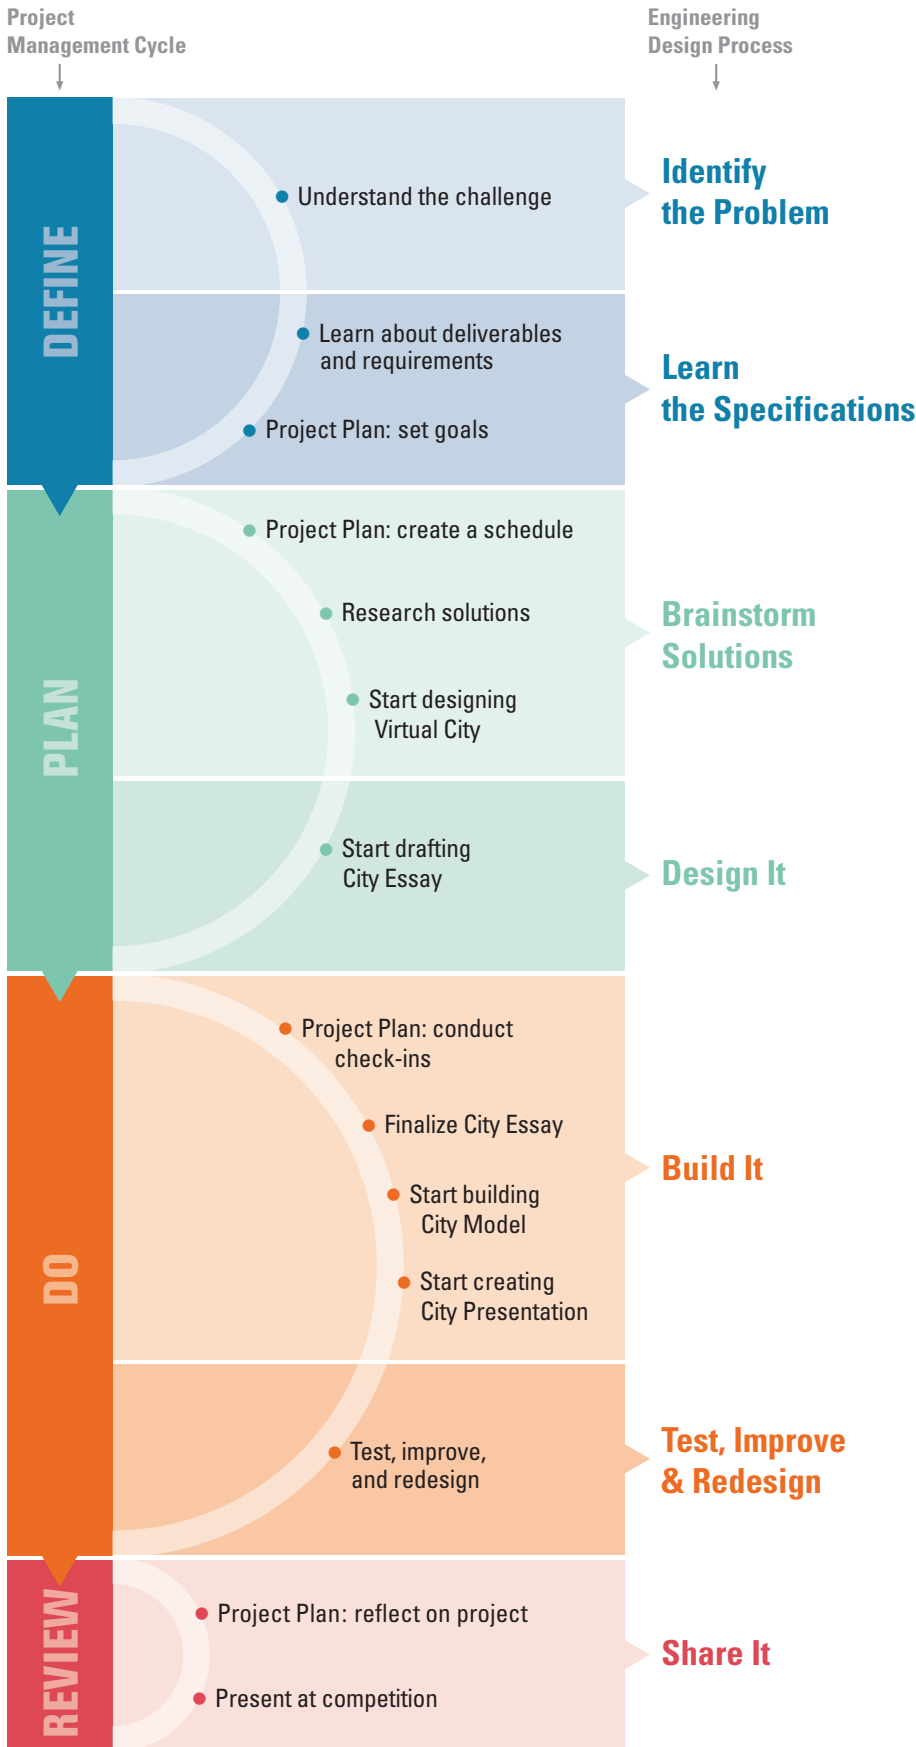 Project
Management Cycle
Engineering
Design Process
DEFINE
Understand the challenge
Identify
the Problem
Learn about deliverables
and requirements
Project Plan: set goals
Learn
the Specifications
PLAN
Project Plan: create a schedule
Research solutions
Start designing
Virtual City
Brainstorm
Solutions
Start drafting
City Essay
Design It
DO
Project Plan: conduct
check-ins
Finalize City Essay
Start building
City Model
Start creating
City Presentation
Build It
Test, improve,
and redesign
Test, Improve
& Redesign
REVIEW
Project Plan: reflect on project
Present at competition
Share It